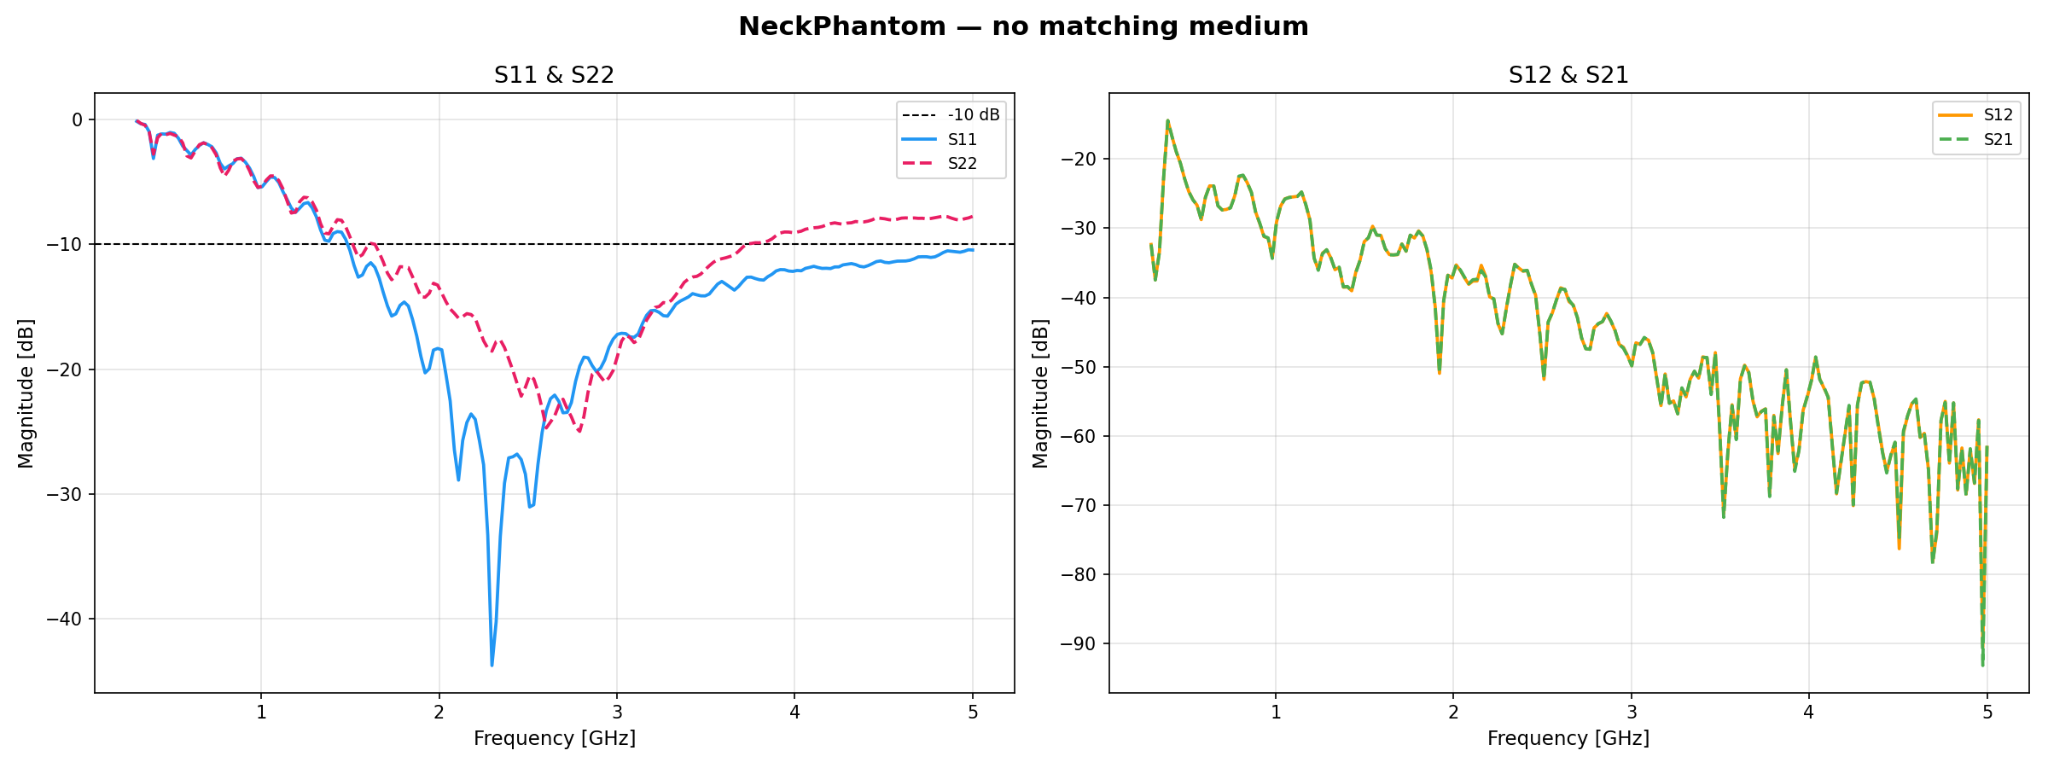 NeckPhantom — no matching medium
S11 & S22
Magnitude [dB]
0
−10
−20
−30
−40
-10 dB
S11
S22
1
2
3
4
5
Frequency [GHz]
S12 & S21
Magnitude [dB]
−20
−30
−40
−50
−60
−70
−80
−90
S12
S21
1
2
3
4
5
Frequency [GHz]